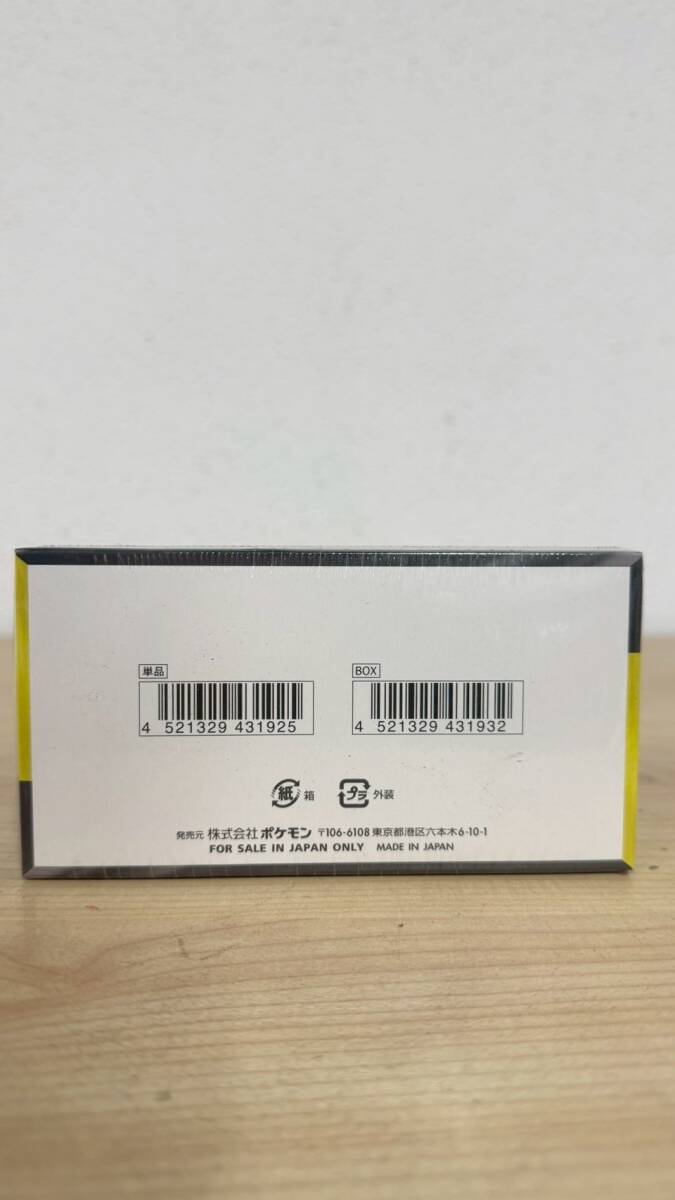 単品 BOX
4 521329 431925 4 521329 431932
紙 箱 プラ 外装
発売元 株式会社 ポケモン 〒106-6108 東京都港区六本木6-10-1
FOR SALE IN JAPAN ONLY MADE IN JAPAN